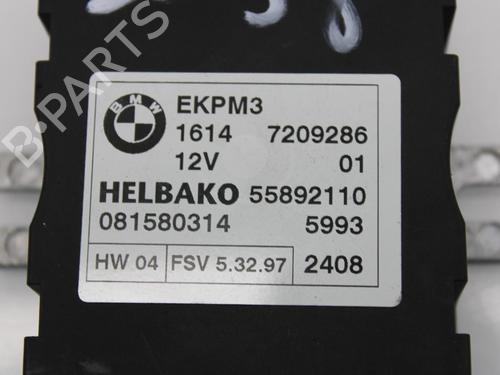 BMW
EKPM3
1614 7209286
12V 01
HELBAKO 55892110
081580314 5993
HW 04 FSV 5.32.97 2408
B-PARTS